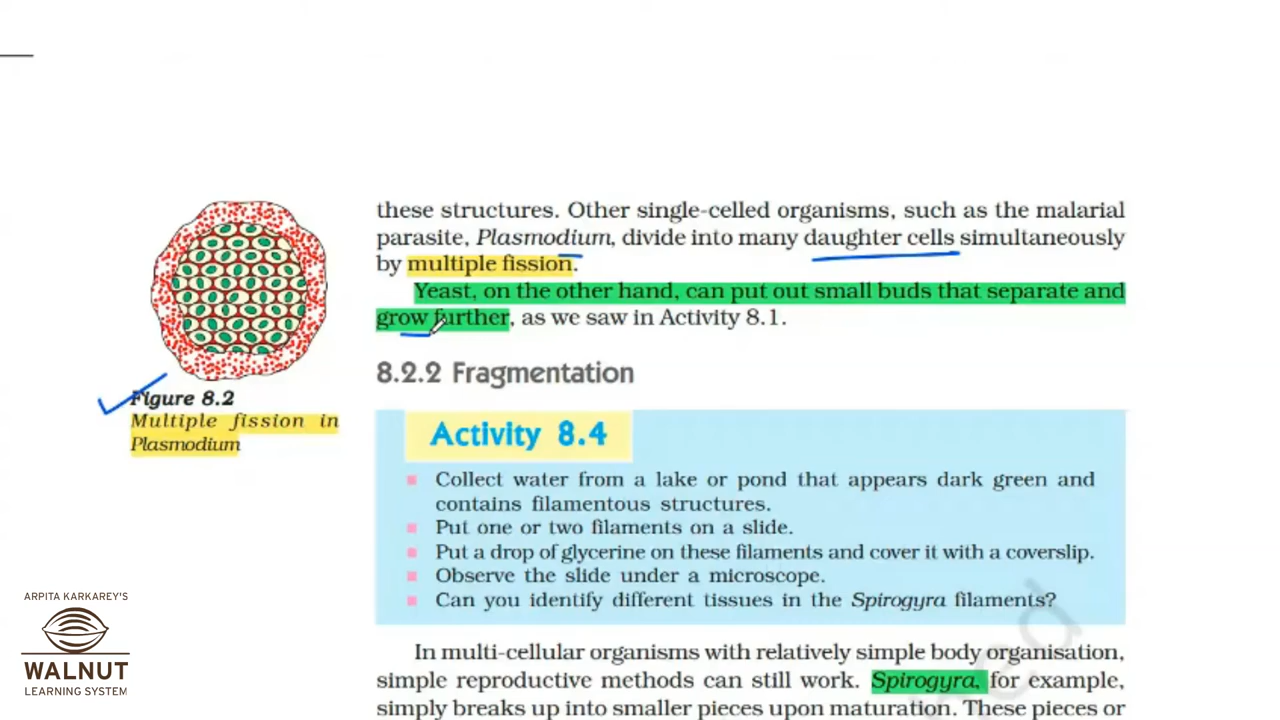 these structures. Other single-celled organisms, such as the malarial
parasite, Plasmodium, divide into many daughter cells simultaneously
by multiple fission.
Yeast, on the other hand, can put out small buds that separate and
grow further, as we saw in Activity 8.1.
Figure 8.2
Multiple fission in
Plasmodium
8.2.2 Fragmentation
Activity 8.4
Collect water from a lake or pond that appears dark green and
contains filamentous structures.
Put one or two filaments on a slide.
Put a drop of glycerine on these filaments and cover it with a coverslip.
Observe the slide under a microscope.
Can you identify different tissues in the Spirogyra filaments?
In multi-cellular organisms with relatively simple body organisation,
simple reproductive methods can still work. Spirogyra, for example,
simply breaks up into smaller pieces upon maturation. These pieces or
ARPITA KARKAREY'S
WALNUT
LEARNING SYSTEM